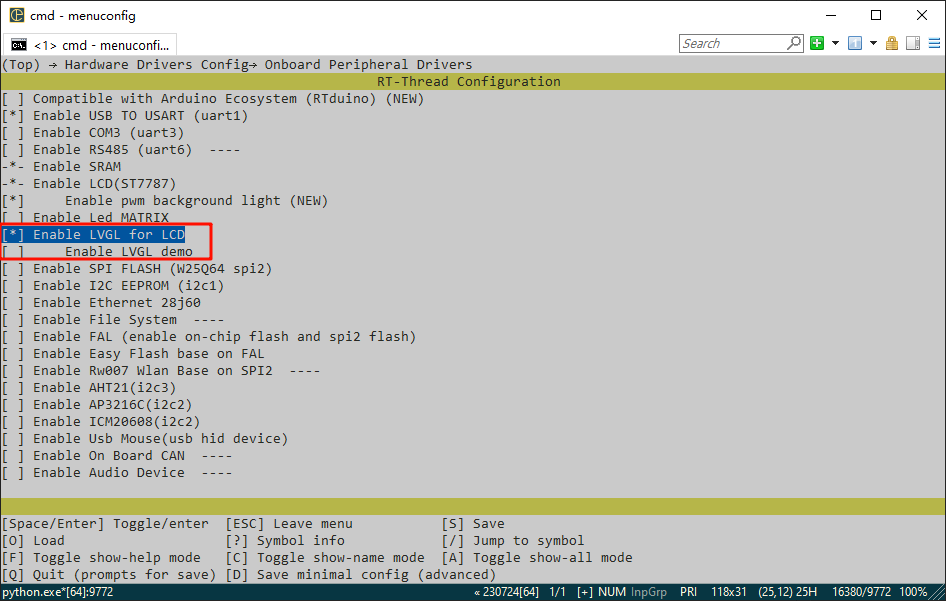 cmd - menuconfig
<1> cmd - menuconfi...
Search
(Top) → Hardware Drivers Config→ Onboard Peripheral Drivers
RT-Thread Configuration
[ ] Compatible with Arduino Ecosystem (RTduino) (NEW)
[*] Enable USB TO USART (uart1)
[ ] Enable COM3 (uart3)
[ ] Enable RS485 (uart6)  ----
-*- Enable SRAM
-*- Enable LCD(ST7787)
[*]     Enable pwm background light (NEW)
[ ] Enable Led MATRIX
[*] Enable LVGL for LCD
[ ]     Enable LVGL demo
[ ] Enable SPI FLASH (W25Q64 spi2)
[ ] Enable I2C EEPROM (i2c1)
[ ] Enable Ethernet 28j60
[ ] Enable File System  ----
[ ] Enable FAL (enable on-chip flash and spi2 flash)
[ ] Enable Easy Flash base on FAL
[ ] Enable Rw007 Wlan Base on SPI2  ----
[ ] Enable AHT21(i2c3)
[ ] Enable AP3216C(i2c2)
[ ] Enable ICM20608(i2c2)
[ ] Enable Usb Mouse(usb hid device)
[ ] Enable On Board CAN  ----
[ ] Enable Audio Device  ----
[Space/Enter] Toggle/enter  [ESC] Leave menu           [S] Save
[O] Load                    [?] Symbol info            [/] Jump to symbol
[F] Toggle show-help mode   [C] Toggle show-name mode  [A] Toggle show-all mode
[Q] Quit (prompts for save) [D] Save minimal config (advanced)
python.exe*[64]:9772 « 230724[64] 1/1 [+] NUM InpGrp PRI 118x31 (25,12) 25H 16380/9772 100%